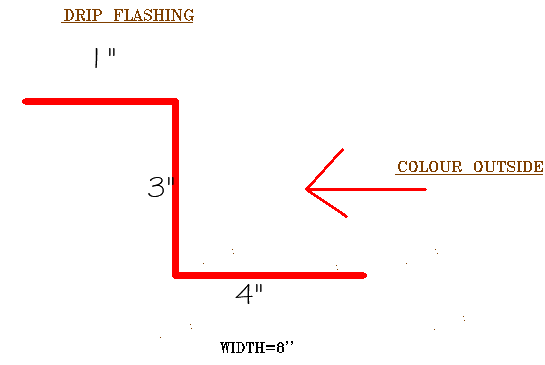 DRIP FLASHING
1"
3"
COLOUR OUTSIDE
4"
WIDTH=8"